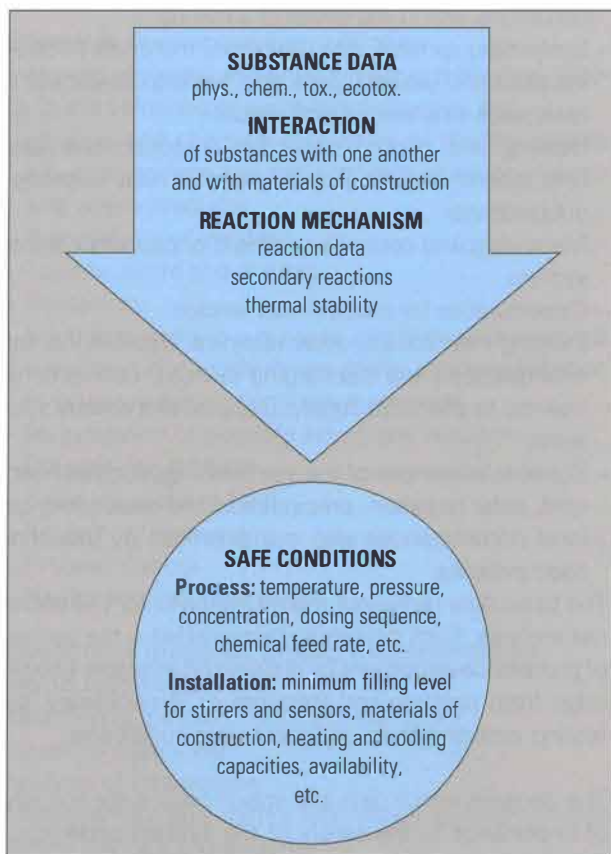 SUBSTANCE DATA
phys., chem., tox., ecotox.
INTERACTION
of substances with one another
and with materials of construction
REACTION MECHANISM
reaction data
secondary reactions
thermal stability
SAFE CONDITIONS
Process: temperature, pressure,
concentration, dosing sequence,
chemical feed rate, etc.
Installation: minimum filling level
for stirrers and sensors, materials of
construction, heating and cooling
capacities, availability,
etc.